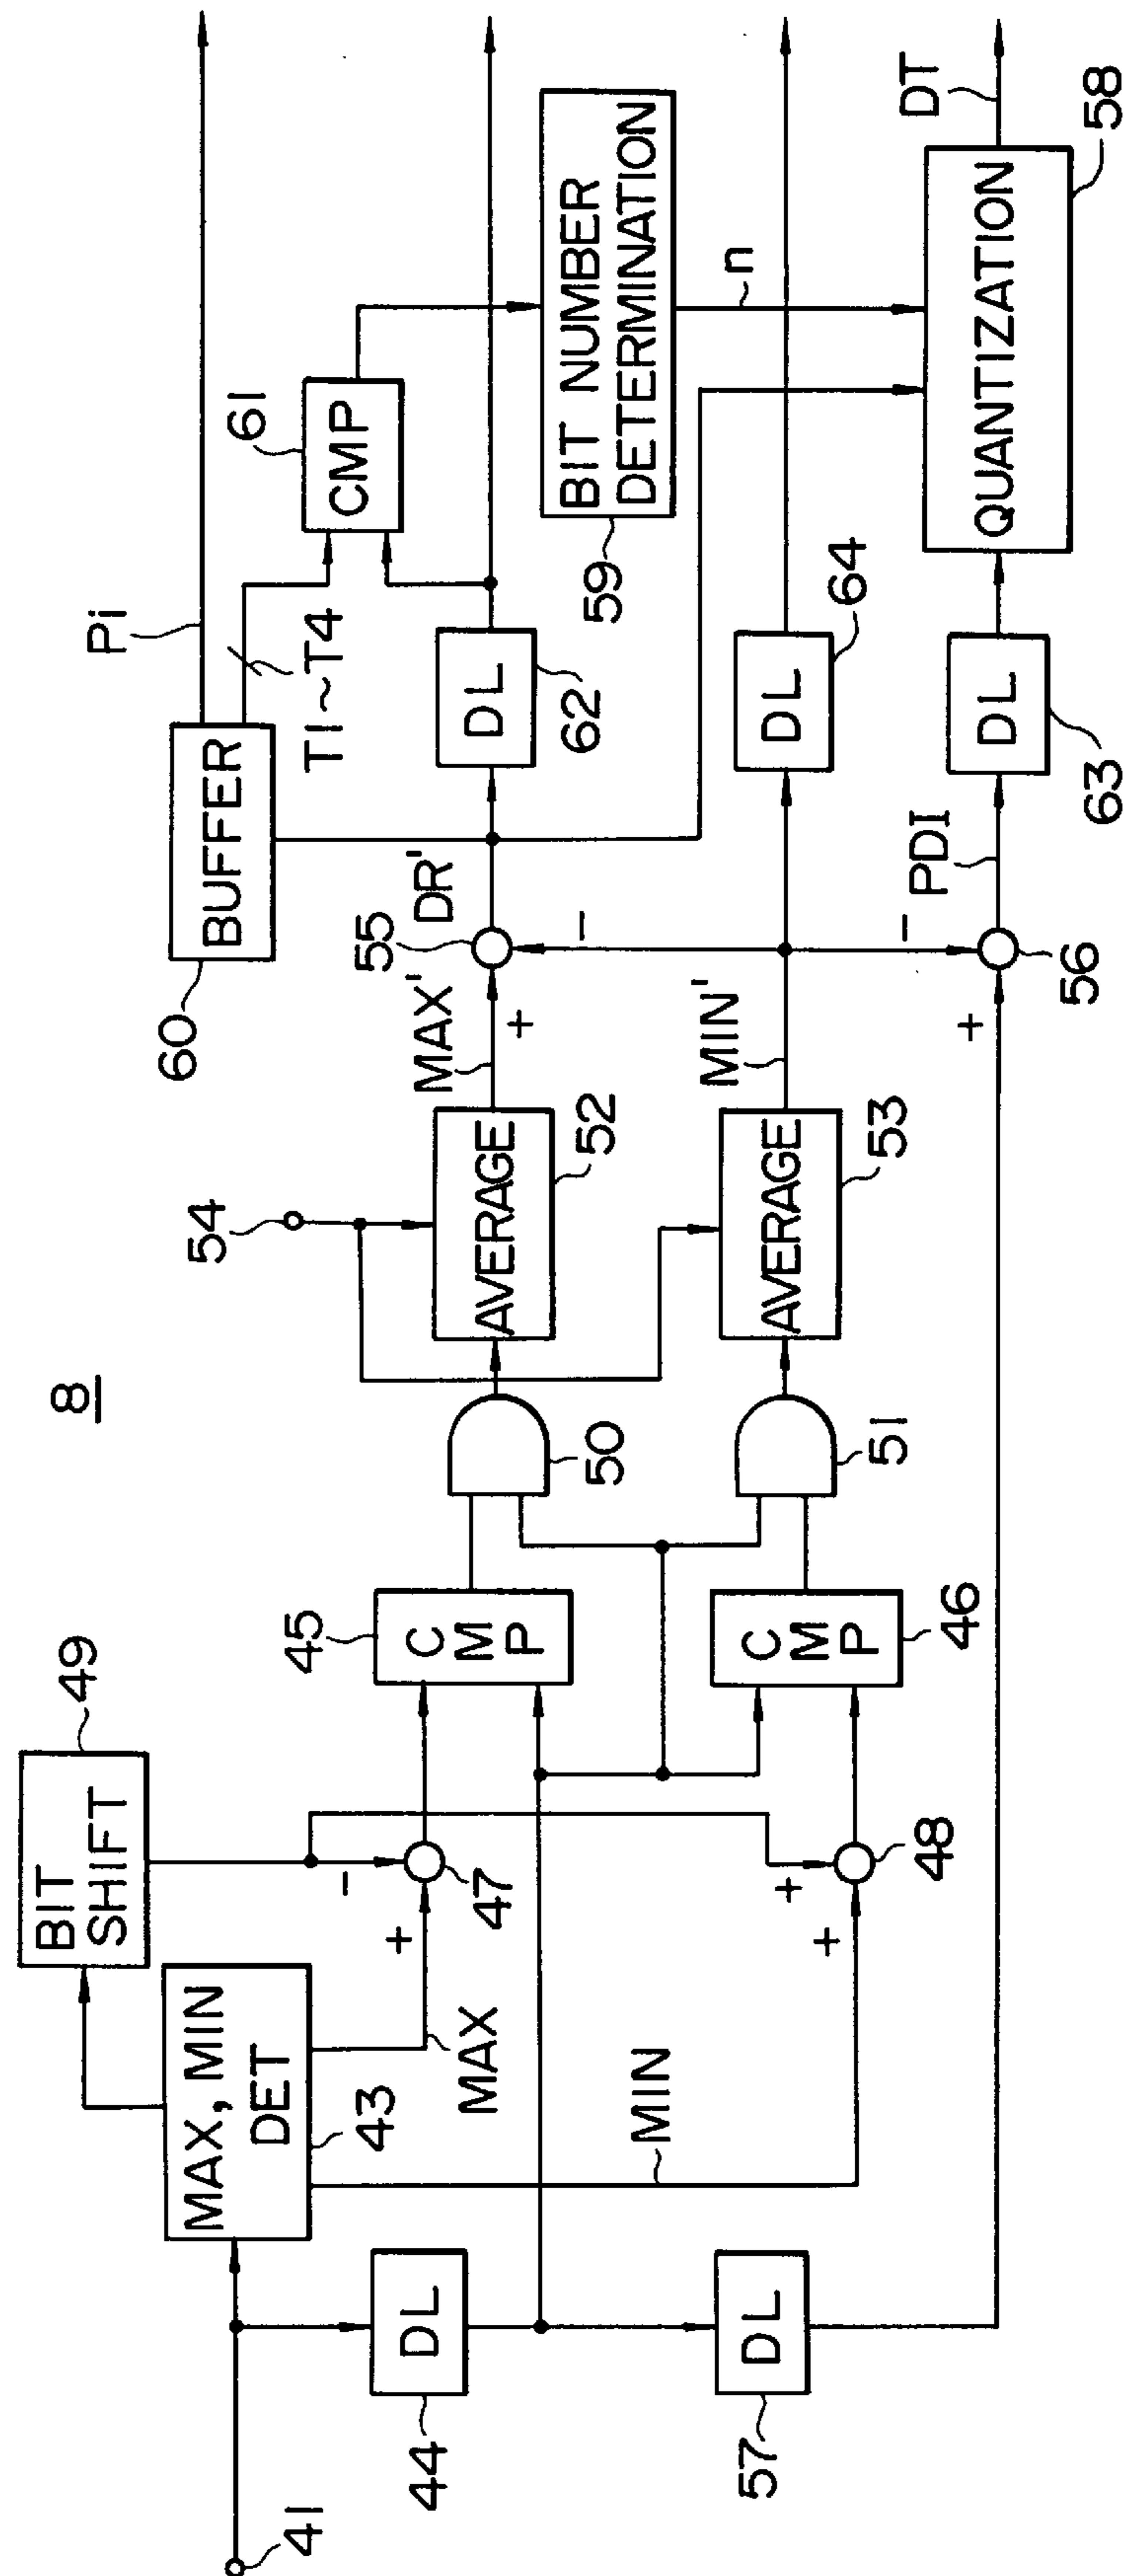 8
41
MAX, MIN
DET
43
BIT
SHIFT
49
DL
44
DL
57
MAX
MIN
+
-
47
+
+
48
CMP
45
CMP
46
50
51
54
AVERAGE
52
AVERAGE
53
MAX'
MIN'
+
-
55
DR'
+
-
56
PDI
BUFFER
60
Pi
T1~T4
DL
62
DL
64
DL
63
CMP
61
BIT NUMBER
DETERMINATION
59
n
QUANTIZATION
58
DT